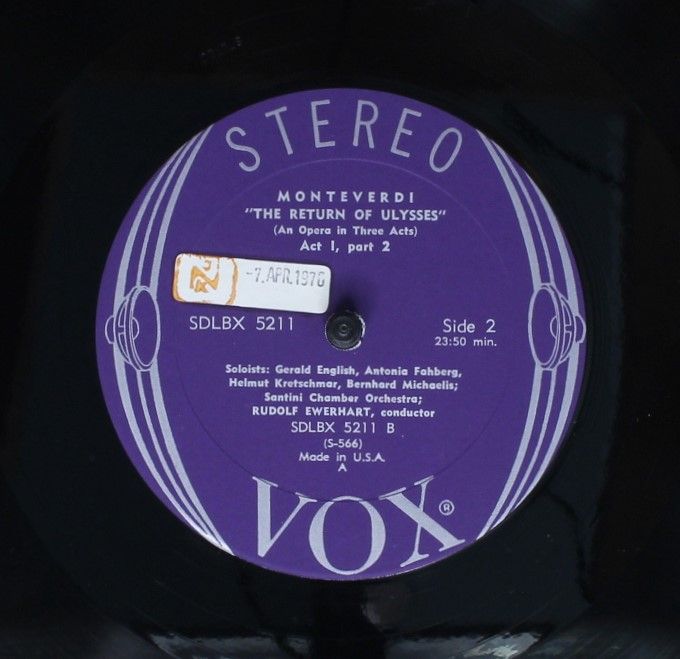 STEREO
MONTEVERDI
"THE RETURN OF ULYSSES"
(An Opera in Three Acts)
Act I, part 2
-7. APR. 1976
SDLBX 5211
Side 2
23:50 min.
Soloists: Gerald English, Antonia Fahberg,
Helmut Kretschmar, Bernhard Michaelis;
Santini Chamber Orchestra;
RUDOLF EWERHART, conductor
SDLBX 5211 B
(S-566)
Made in U.S.A.
A
VOX®